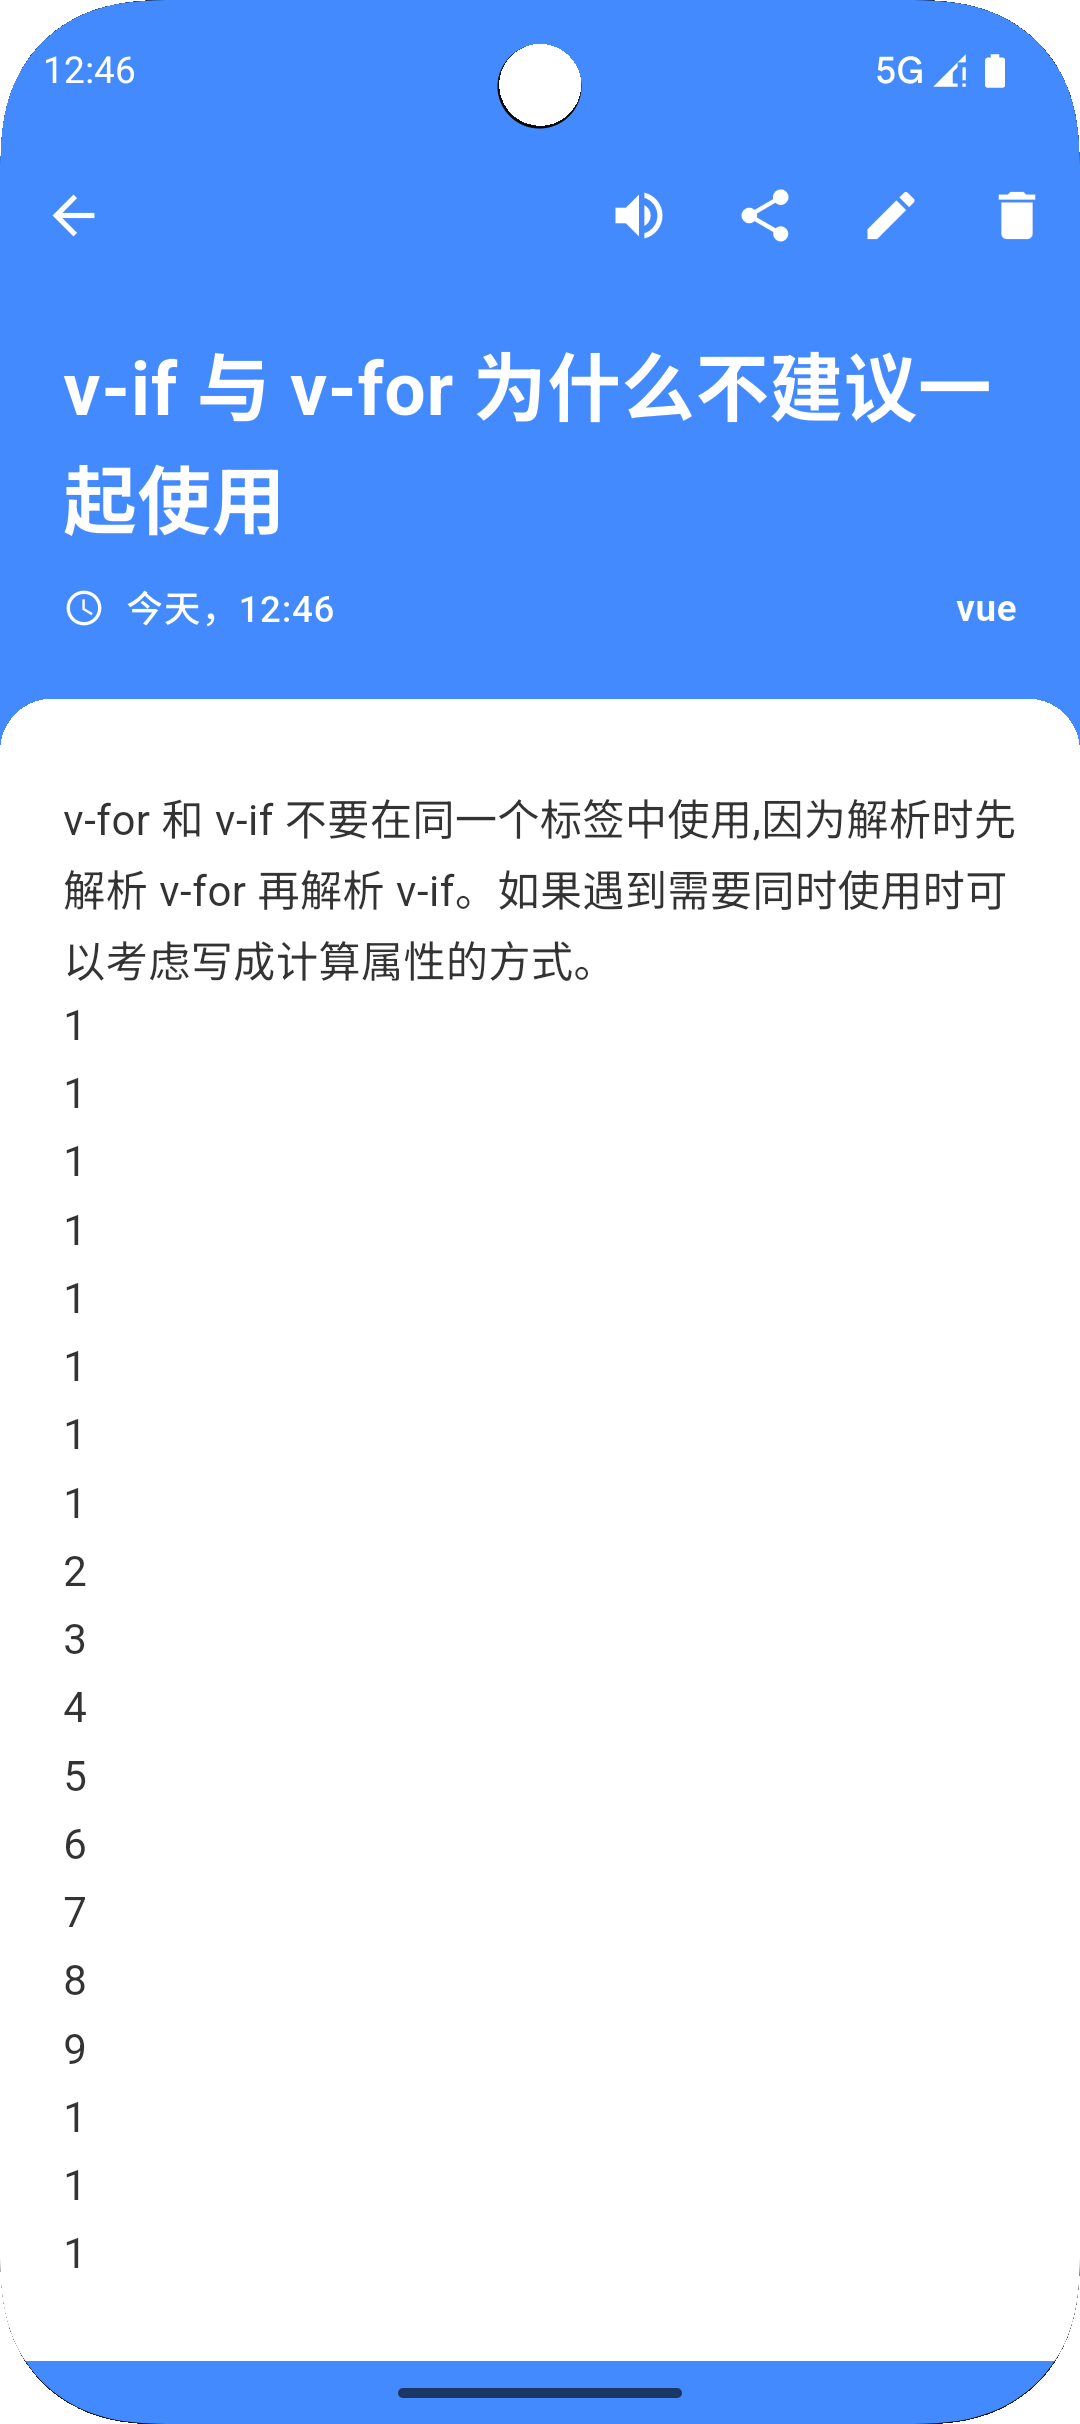 12:46
5G
v-if 与 v-for 为什么不建议一
起使用
今天，12:46
vue
v-for 和 v-if 不要在同一个标签中使用,因为解析时先
解析 v-for 再解析 v-if。如果遇到需要同时使用时可
以考虑写成计算属性的方式。
1
1
1
1
1
1
1
1
2
3
4
5
6
7
8
9
1
1
1